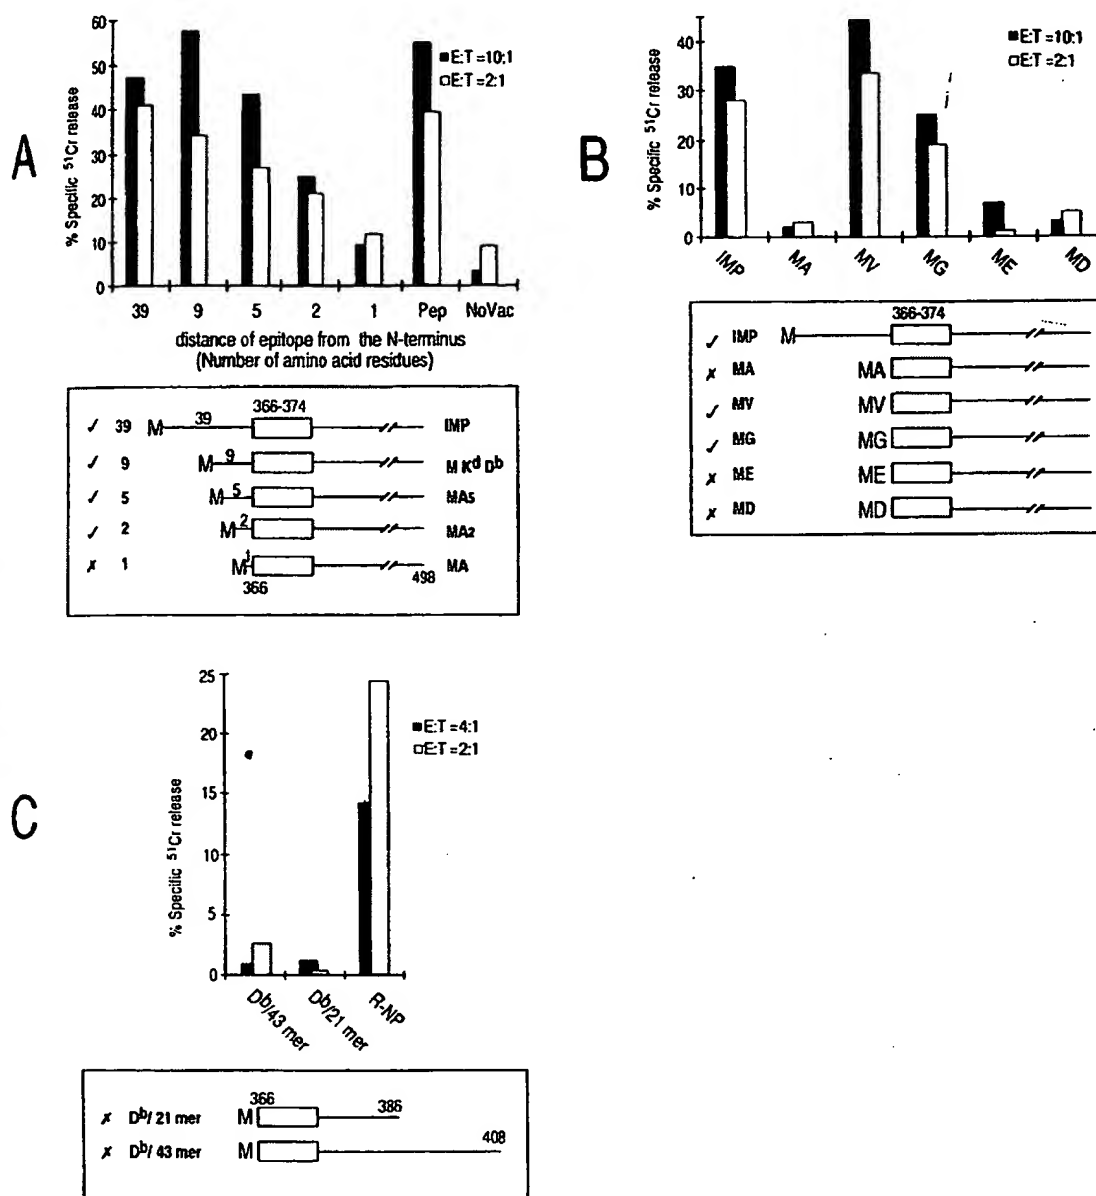 A
60
50
40
30
20
10
0
% Specific ⁵¹Cr release
■E:T =10:1
□E:T =2:1
39 9 5 2 1 Pep NoVac
distance of epitope from the N-terminus
(Number of amino acid residues)
366-374
✓ 39 M 39 IMP
✓ 9 M 9 M Kᵈ Dᵇ
✓ 5 M 5 MA5
✓ 2 M 2 MA2
✗ 1 M 1 MA
366 498
B
40
30
20
10
0
% Specific ⁵¹Cr release
■E:T =10:1
□E:T =2:1
IMP MA MV MG ME MD
366-374
✓ IMP M
✗ MA MA
✓ MV MV
✓ MG MG
✗ ME ME
✗ MD MD
C
25
20
15
10
5
0
% Specific ⁵¹Cr release
■E:T =4:1
□E:T =2:1
Dᵇ/43 mer Dᵇ/21 mer R-NP
366
✗ Dᵇ/ 21 mer M 386
✗ Dᵇ/ 43 mer M 408